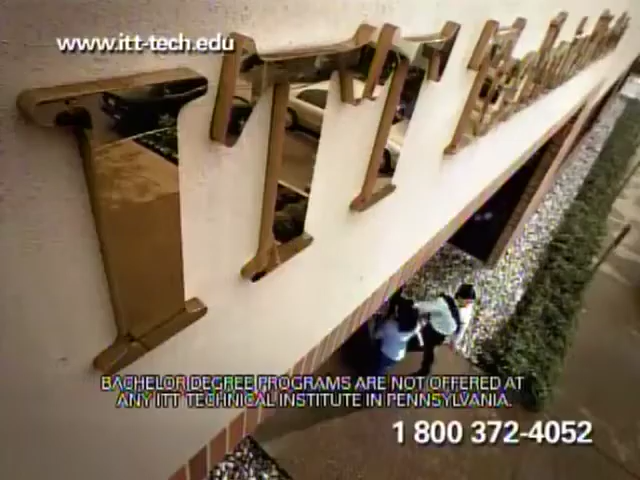 www.itt-tech.edu
ITT
BACHELOR DEGREE PROGRAMS ARE NOT OFFERED AT
ANY ITT TECHNICAL INSTITUTE IN PENNSYLVANIA.
1 800 372-4052